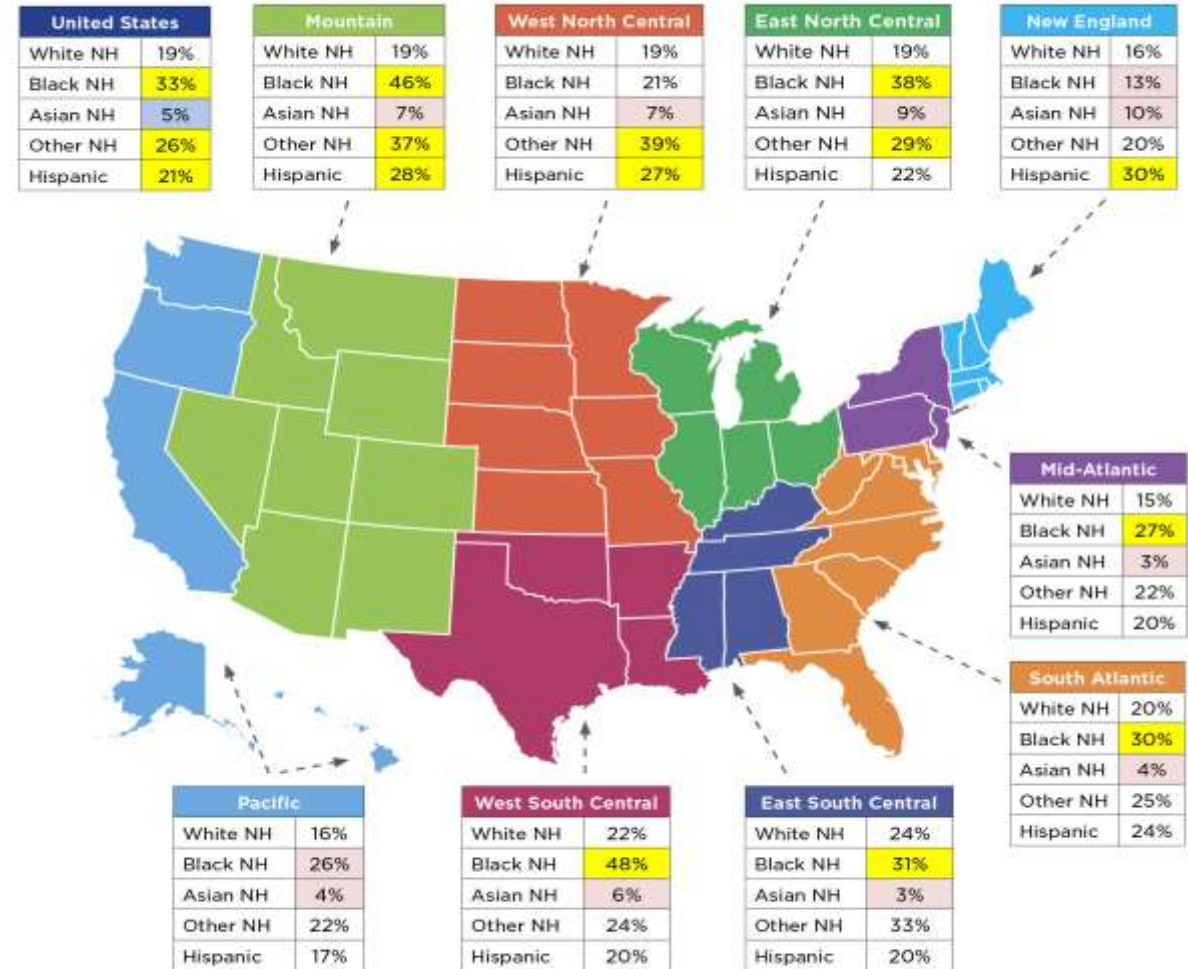 United States
White NH 19%
Black NH 33%
Asian NH 5%
Other NH 26%
Hispanic 21%
Mountain
White NH 19%
Black NH 46%
Asian NH 7%
Other NH 37%
Hispanic 28%
West North Central
White NH 19%
Black NH 21%
Asian NH 7%
Other NH 39%
Hispanic 27%
East North Central
White NH 19%
Black NH 38%
Asian NH 9%
Other NH 29%
Hispanic 22%
New England
White NH 16%
Black NH 13%
Asian NH 10%
Other NH 20%
Hispanic 30%
Mid-Atlantic
White NH 15%
Black NH 27%
Asian NH 3%
Other NH 22%
Hispanic 20%
South Atlantic
White NH 20%
Black NH 30%
Asian NH 4%
Other NH 25%
Hispanic 24%
Pacific
White NH 16%
Black NH 26%
Asian NH 4%
Other NH 22%
Hispanic 17%
West South Central
White NH 22%
Black NH 48%
Asian NH 6%
Other NH 24%
Hispanic 20%
East South Central
White NH 24%
Black NH 31%
Asian NH 3%
Other NH 33%
Hispanic 20%